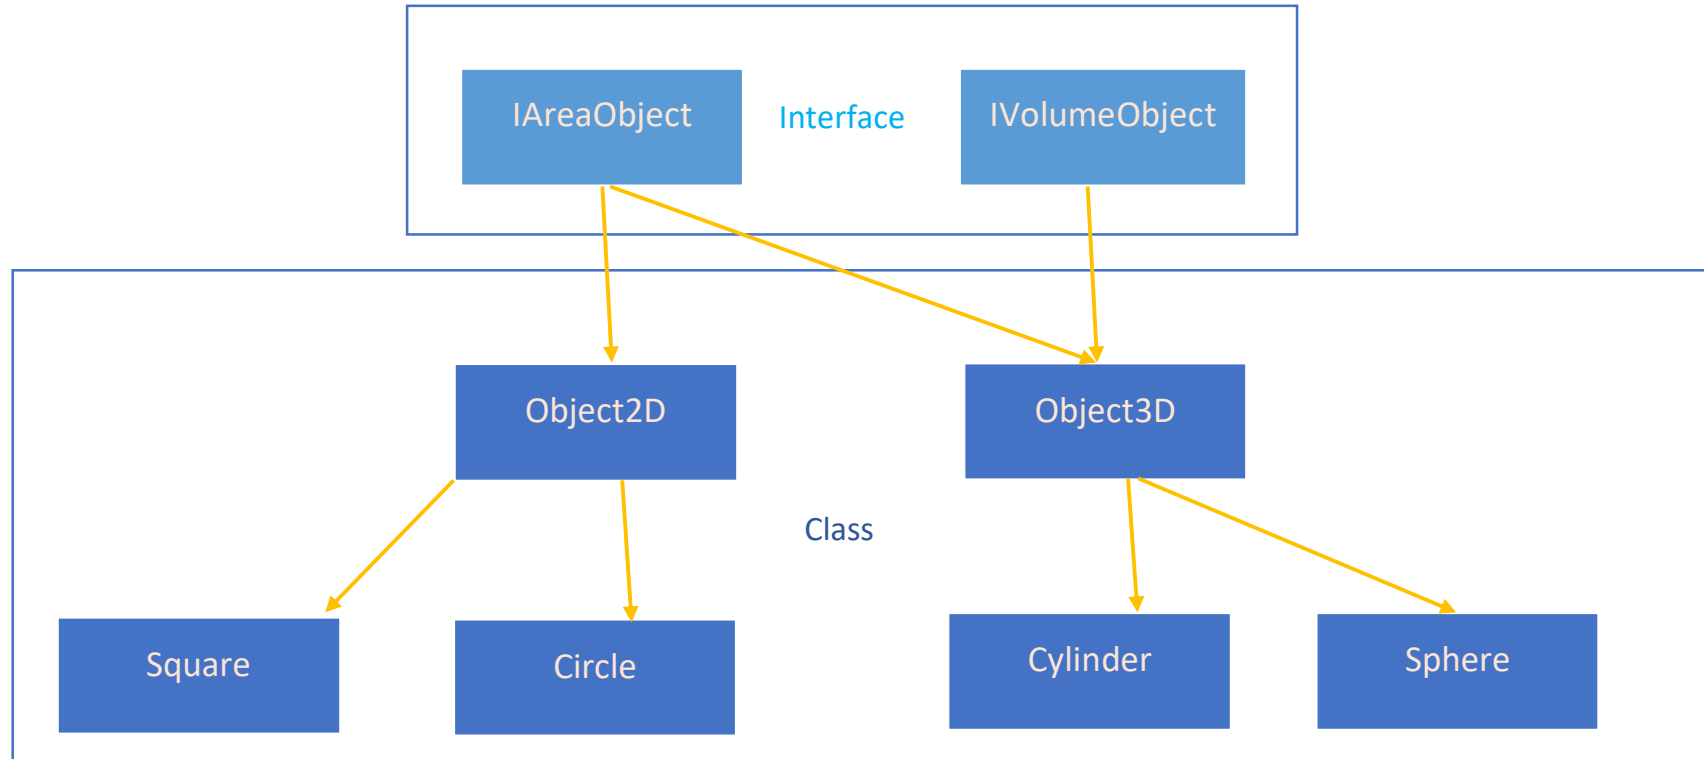 IAreaObject
Interface
IVolumeObject
Object2D
Object3D
Class
Square
Circle
Cylinder
Sphere